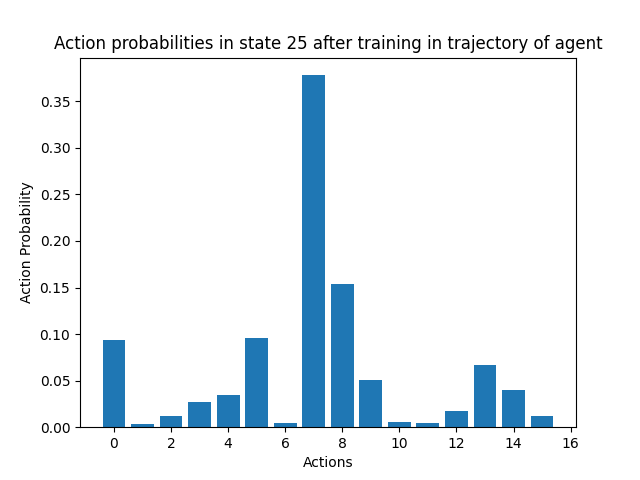 Action probabilities in state 25 after training in trajectory of agent
Action Probability
0.35
0.30
0.25
0.20
0.15
0.10
0.05
0.00
0 2 4 6 8 10 12 14 16
Actions